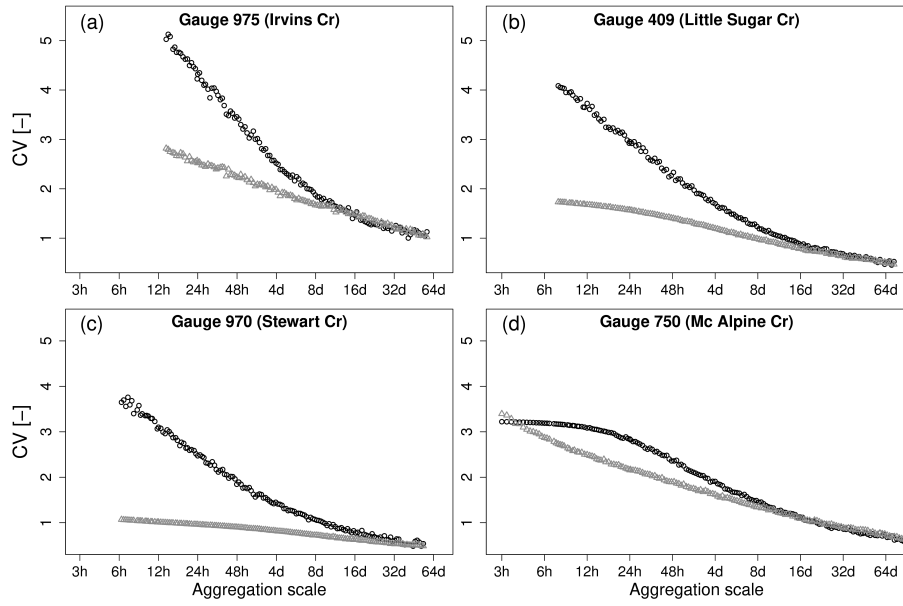 (a) Gauge 975 (Irvins Cr)
5
4
3
2
1
CV [−]
3h 6h 12h 24h 48h 4d 8d 16d 32d 64d
(b) Gauge 409 (Little Sugar Cr)
5
4
3
2
1
3h 6h 12h 24h 48h 4d 8d 16d 32d
(c) Gauge 970 (Stewart Cr)
5
4
3
2
1
CV [−]
3h 6h 12h 24h 48h 4d 8d 16d 32d 64d
Aggregation scale
(d) Gauge 750 (Mc Alpine Cr)
5
4
3
2
1
3h 6h 12h 24h 48h 4d 8d 16d 32d
Aggregation scale